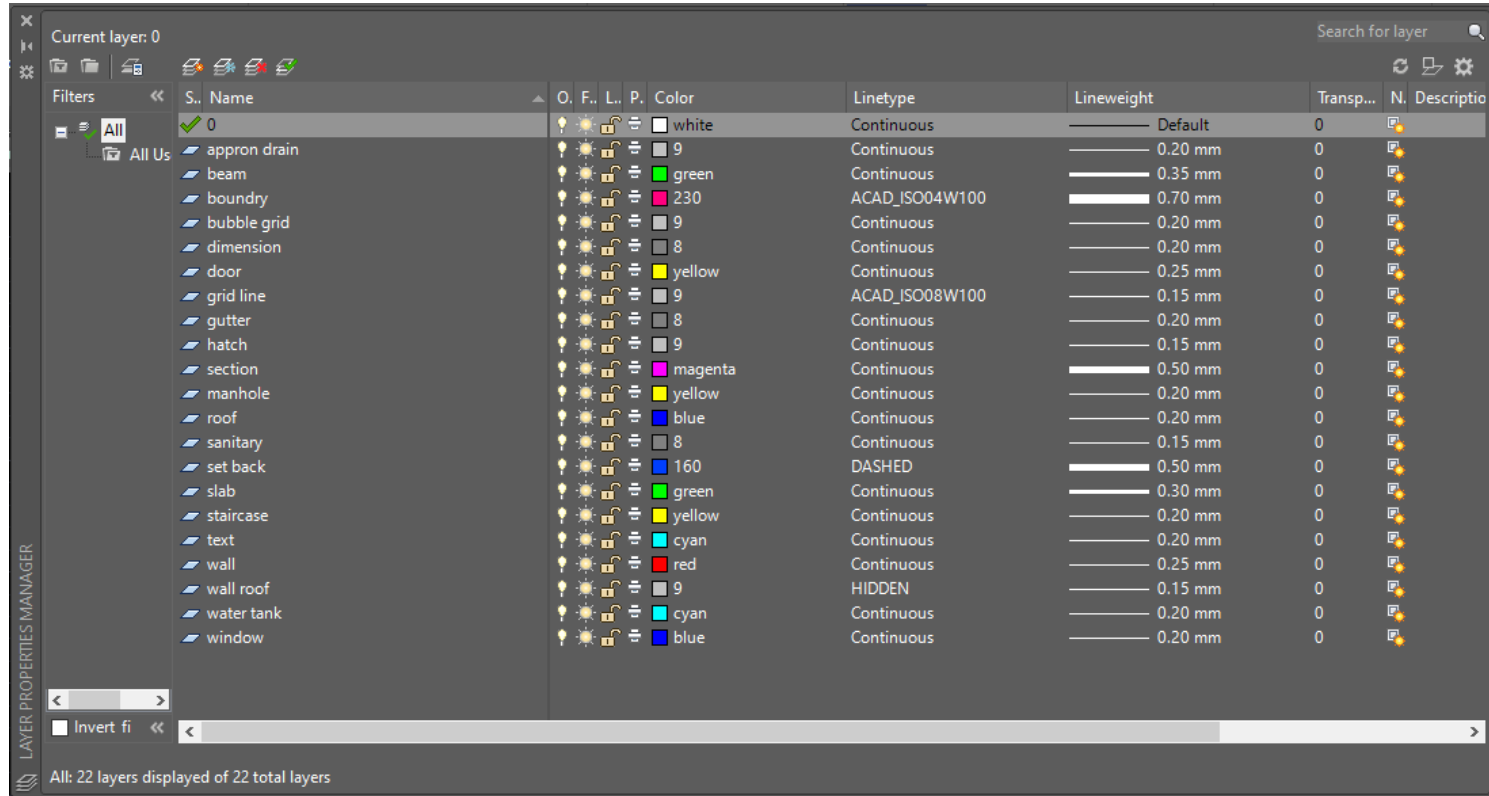 Current layer: 0
Search for layer
Filters « S.. Name O. F.. L.. P. Color Linetype Lineweight Transp... N. Descriptio
All
All Us
0 white Continuous Default 0
appron drain 9 Continuous 0.20 mm 0
beam green Continuous 0.35 mm 0
boundry 230 ACAD_ISO04W100 0.70 mm 0
bubble grid 9 Continuous 0.20 mm 0
dimension 8 Continuous 0.20 mm 0
door yellow Continuous 0.25 mm 0
grid line 9 ACAD_ISO08W100 0.15 mm 0
gutter 8 Continuous 0.20 mm 0
hatch 9 Continuous 0.15 mm 0
section magenta Continuous 0.50 mm 0
manhole yellow Continuous 0.20 mm 0
roof blue Continuous 0.20 mm 0
sanitary 8 Continuous 0.15 mm 0
set back 160 DASHED 0.50 mm 0
slab green Continuous 0.30 mm 0
staircase yellow Continuous 0.20 mm 0
text cyan Continuous 0.20 mm 0
wall red Continuous 0.25 mm 0
wall roof 9 HIDDEN 0.15 mm 0
water tank cyan Continuous 0.20 mm 0
window blue Continuous 0.20 mm 0
Invert fi «
All: 22 layers displayed of 22 total layers
LAYER PROPERTIES MANAGER